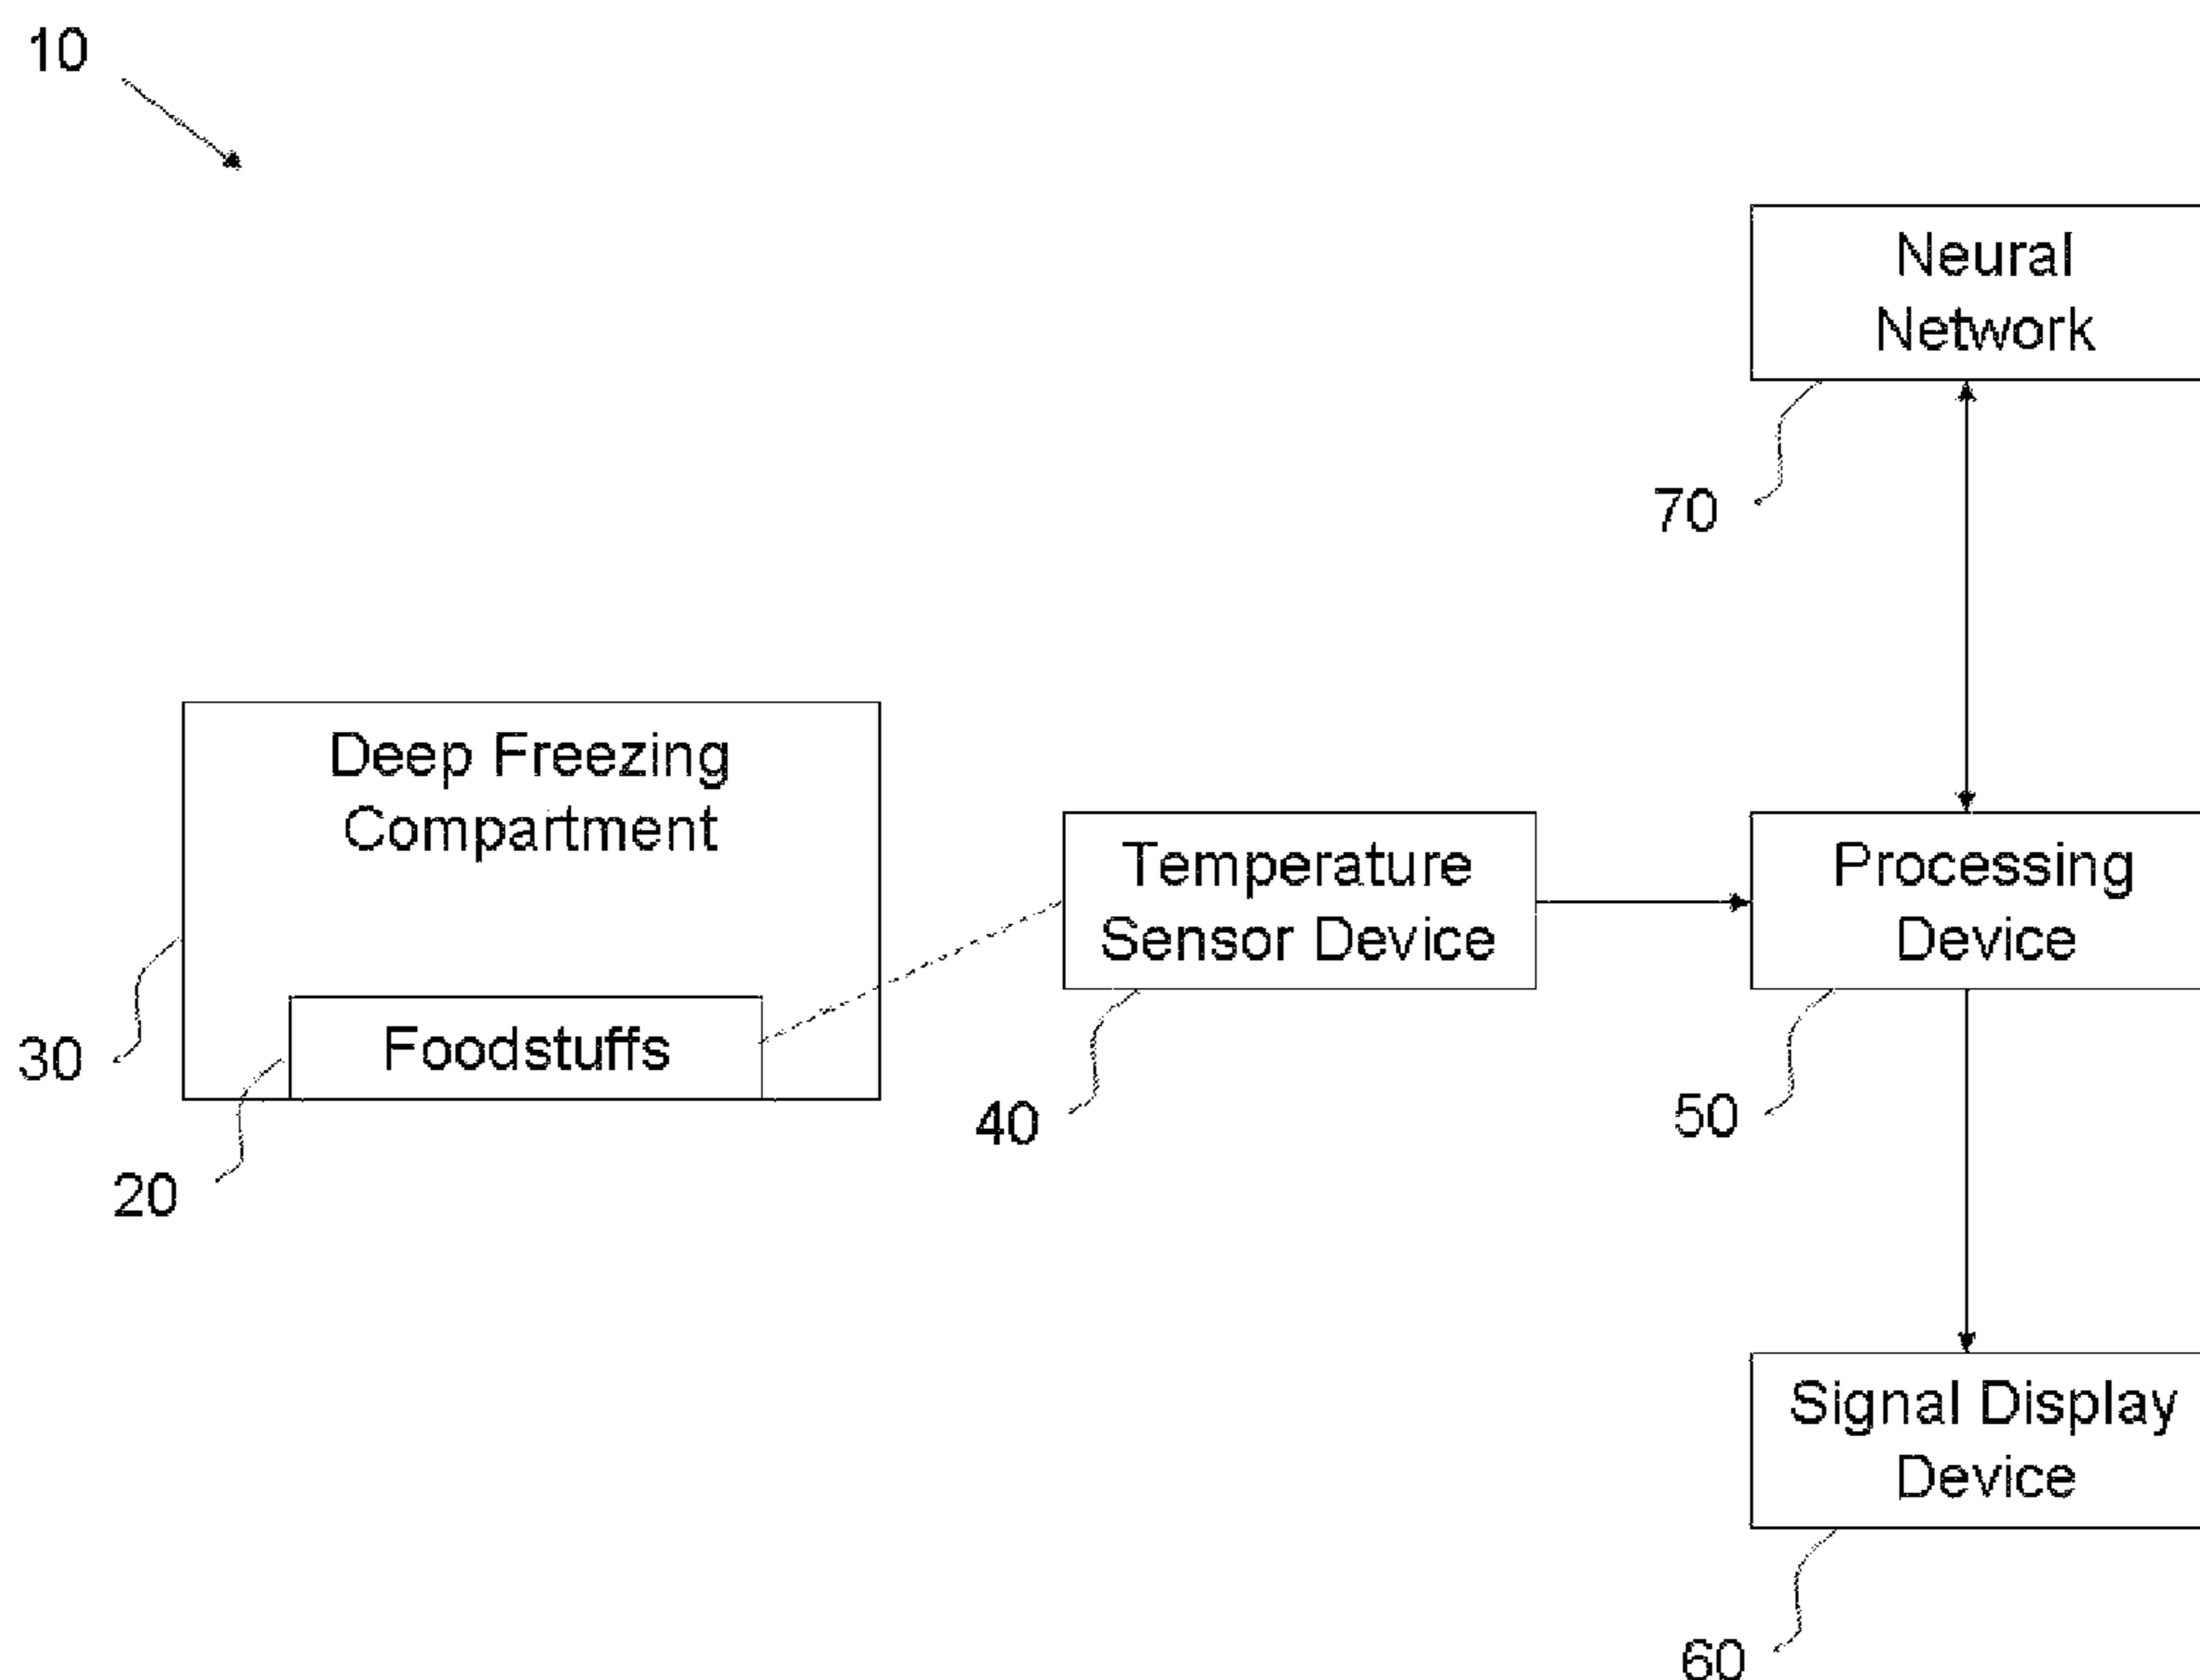 10
Neural
Network
70
Deep Freezing
Compartment
Temperature
Sensor Device
Processing
Device
Foodstuffs
30
20
40
50
Signal Display
Device
60